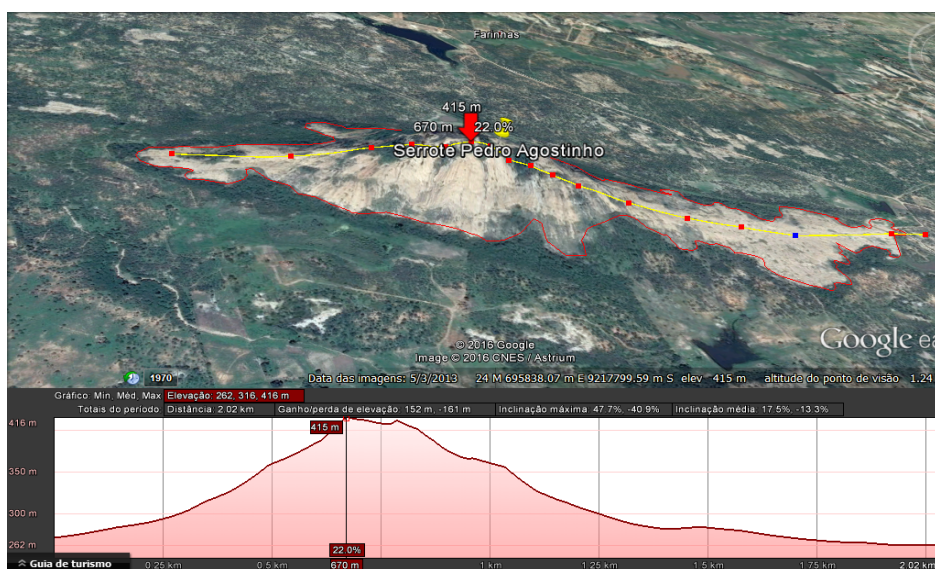 Farinhas
415 m
670 m 22.0%
Serrote Pedro Agostinho
Google ea
© 2016 Google
Image © 2016 CNES / Astrium
1970
Data das imagens: 5/3/2013 24 M 695838.07 m E 9217799.59 m S elev 415 m altitude do ponto de visão 1.24
Gráfico: Mín, Méd, Máx Elevação: 262, 316, 416 m
Totais do período: Distância: 2.02 km Ganho/perda de elevação: 152 m, -161 m Inclinação máxima: 47.7%, -40.9% Inclinação média: 17.5%, -13.3%
416 m
415 m
350 m
300 m
262 m
22.0%
Guia de turismo
0.25 km 0.5 km 670 m 1 km 1.25 km 1.5 km 1.75 km 2.02 km